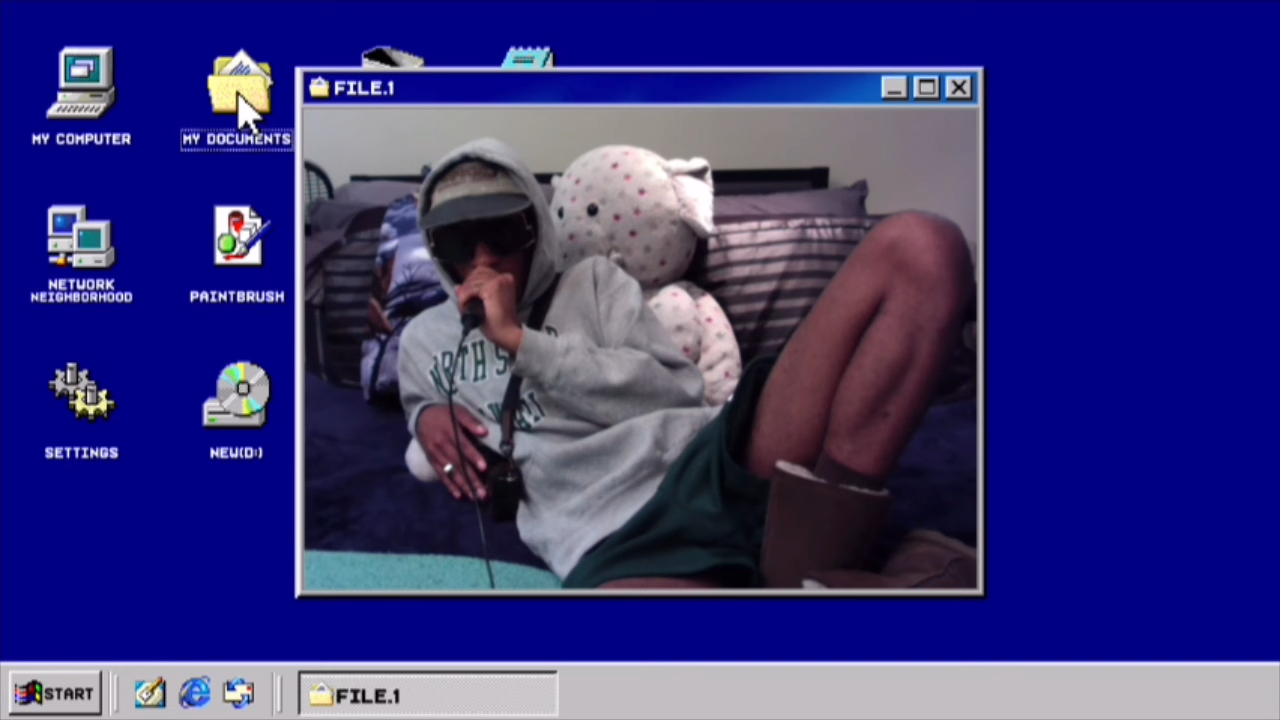 FILE.1
MY COMPUTER
MY DOCUMENTS
NETWORK
NEIGHBORHOOD
PAINTBRUSH
SETTINGS
NEW(D:)
START
FILE.1